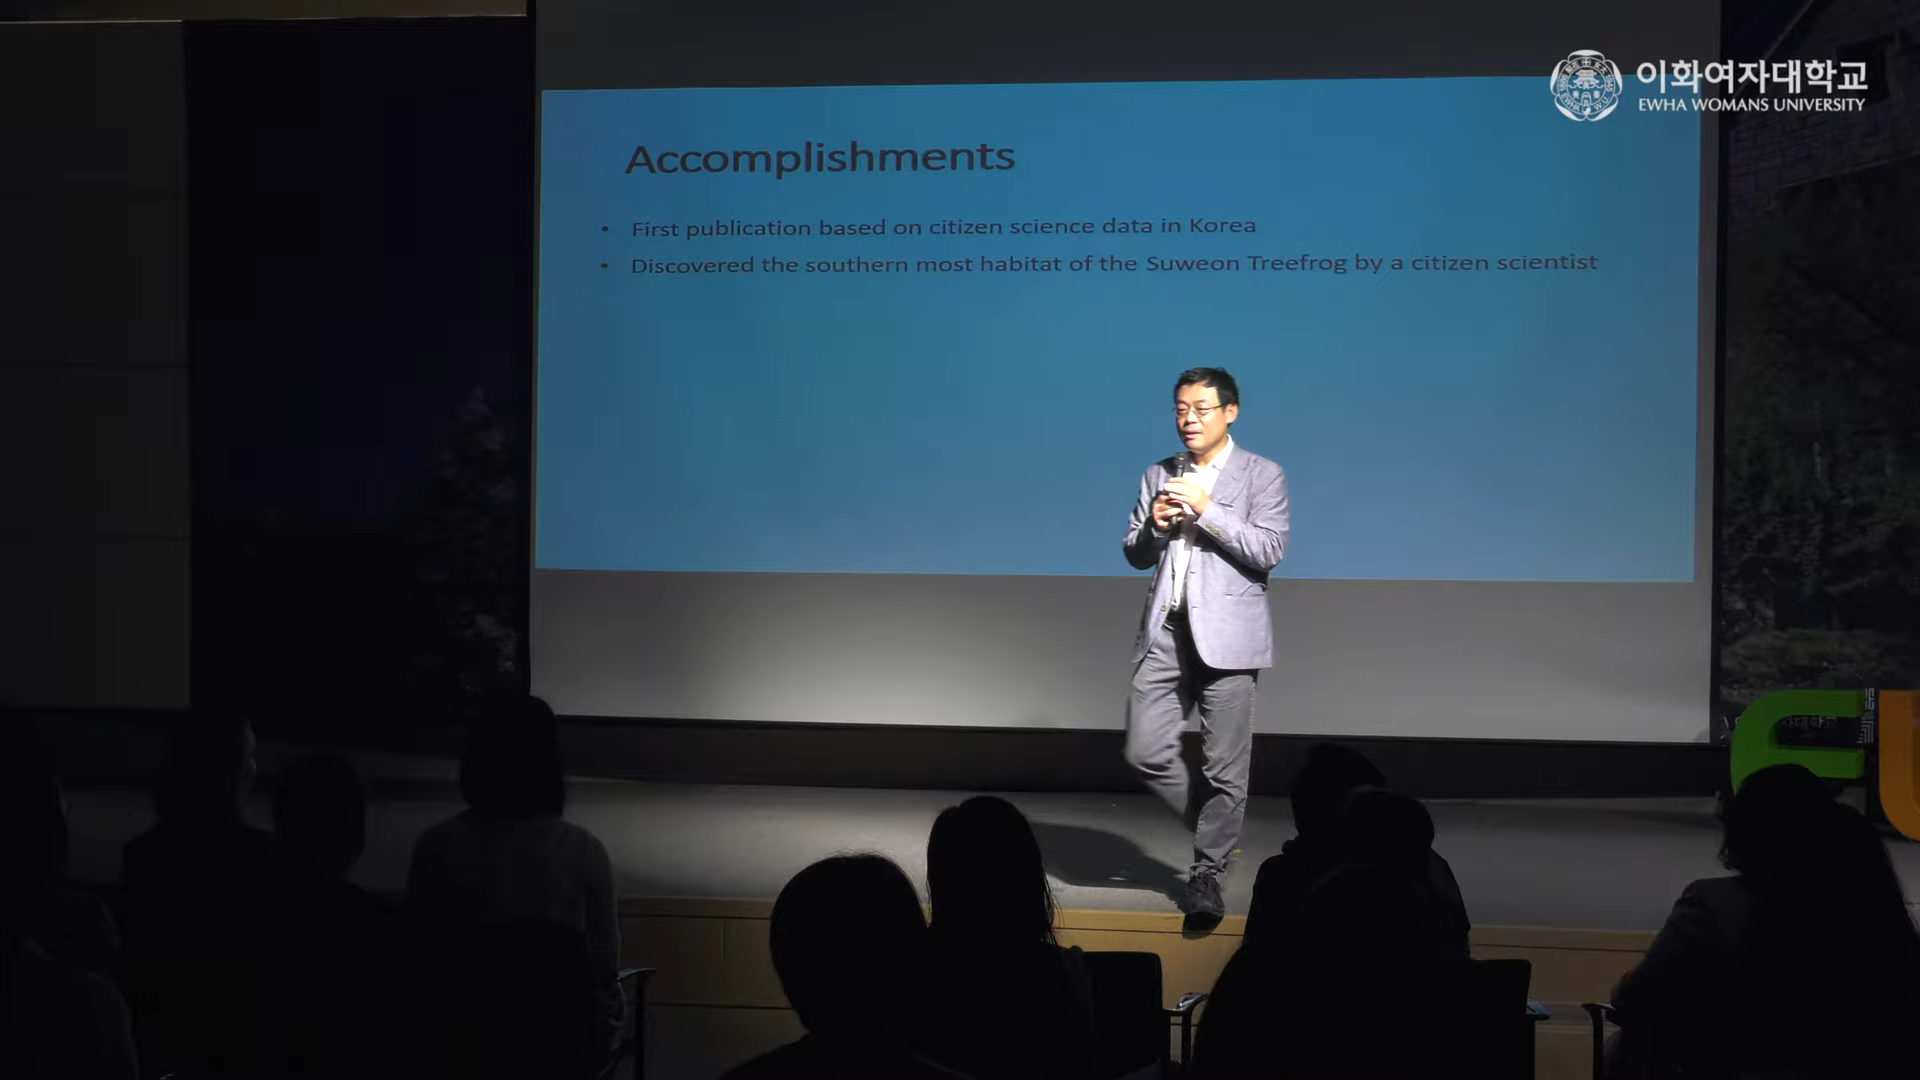 이화여자대학교
EWHA WOMANS UNIVERSITY
Accomplishments
• First publication based on citizen science data in Korea
• Discovered the southern most habitat of the Suweon Treefrog by a citizen scientist